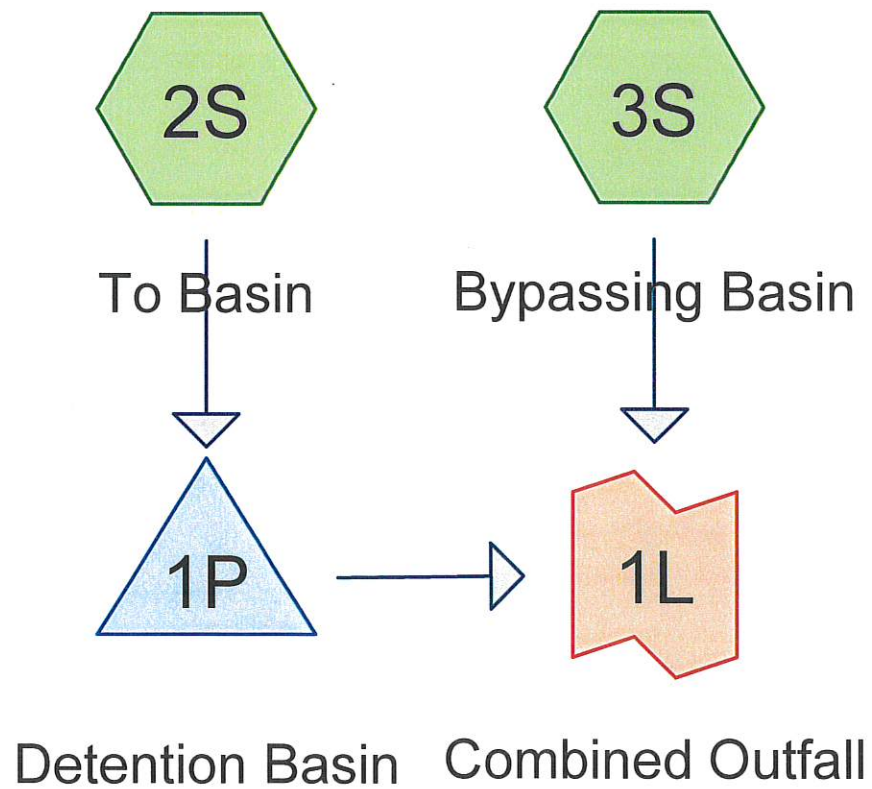 2S
3S
To Basin
Bypassing Basin
1P
1L
Detention Basin
Combined Outfall